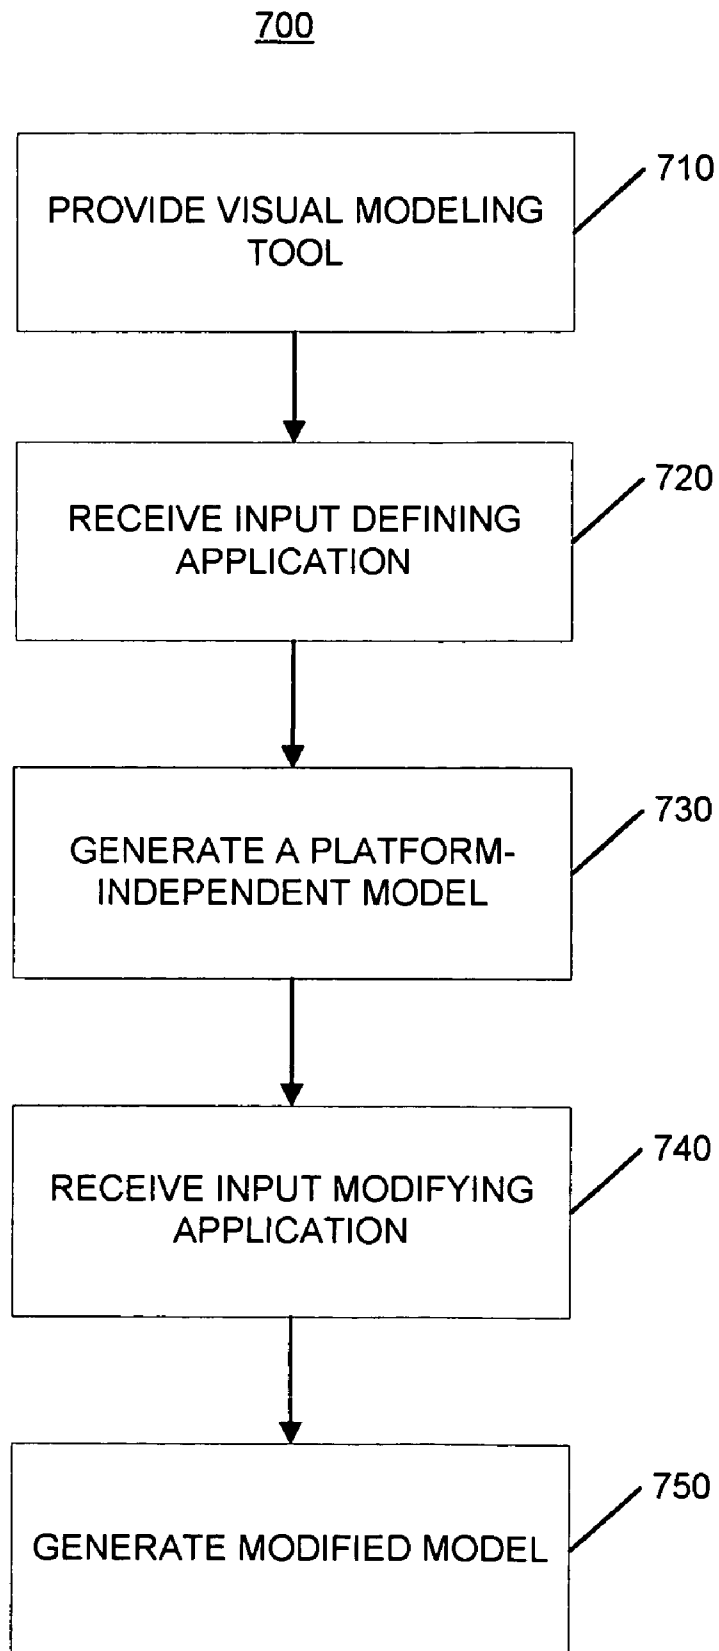 700
710
PROVIDE VISUAL MODELING
TOOL
720
RECEIVE INPUT DEFINING
APPLICATION
730
GENERATE A PLATFORM-
INDEPENDENT MODEL
740
RECEIVE INPUT MODIFYING
APPLICATION
750
GENERATE MODIFIED MODEL